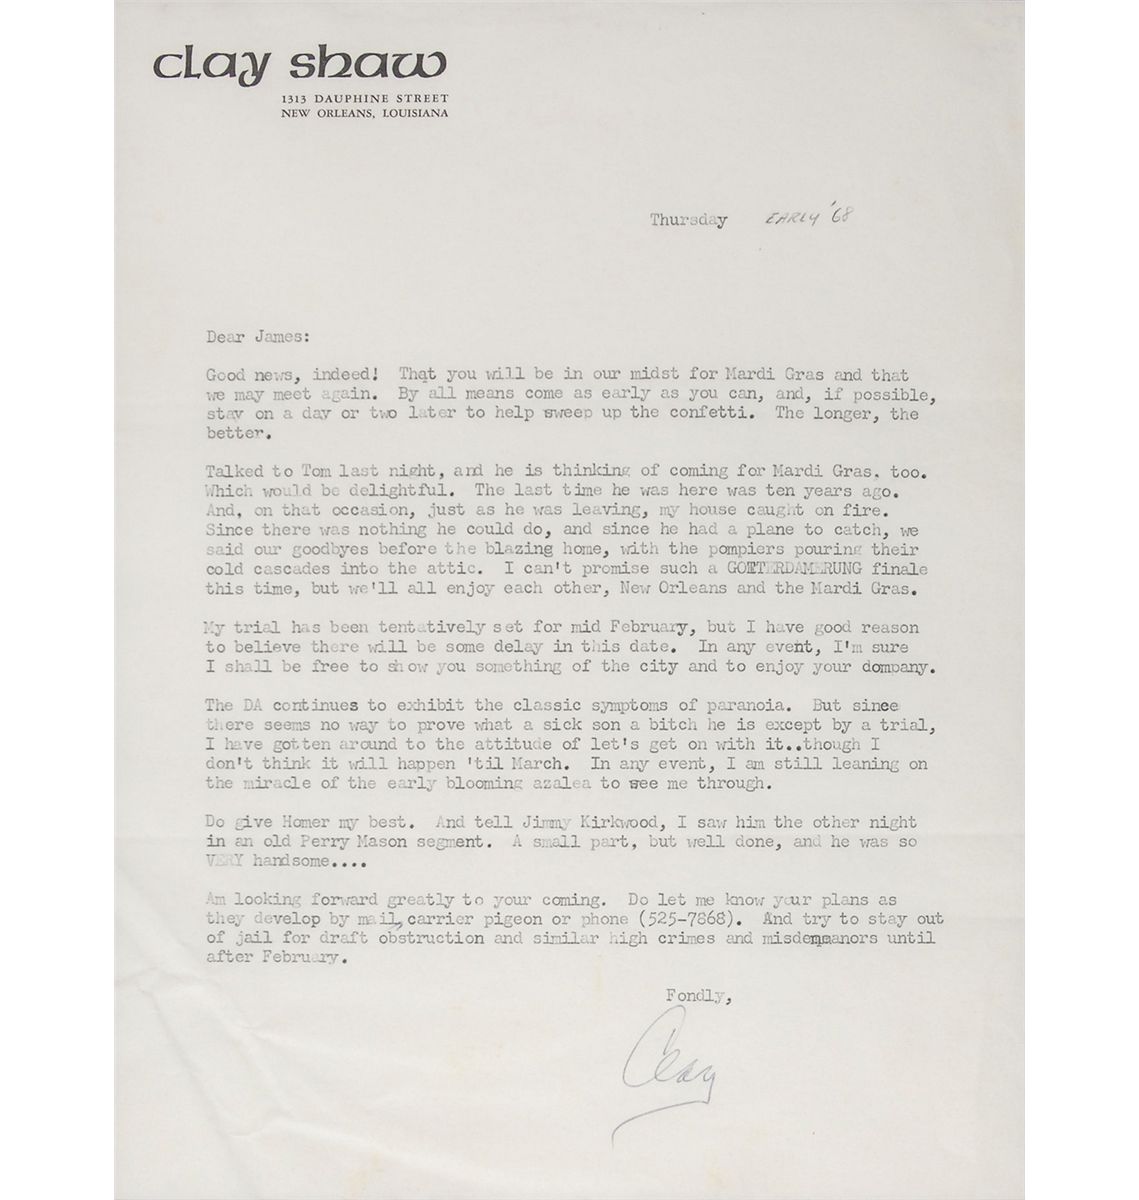 clay shaw
1313 DAUPHINE STREET
NEW ORLEANS, LOUISIANA
Thursday EARLY '68
Dear James:
Good news, indeed! That you will be in our midst for Mardi Gras and that
we may meet again. By all means come as early as you can, and, if possible,
stay on a day or two later to help sweep up the confetti. The longer, the
better.
Talked to Tom last night, and he is thinking of coming for Mardi Gras. too.
Which would be delightful. The last time he was here was ten years ago.
And, on that occasion, just as he was leaving, my house caught on fire.
Since there was nothing he could do, and since he had a plane to catch, we
said our goodbyes before the blazing home, with the pompiers pouring their
cold cascades into the attic. I can't promise such a GOETTERDAMERUNG finale
this time, but we'll all enjoy each other, New Orleans and the Mardi Gras.
My trial has been tentatively set for mid February, but I have good reason
to believe there will be some delay in this date. In any event, I'm sure
I shall be free to show you something of the city and to enjoy your dompany.
The DA continues to exhibit the classic symptoms of paranoia. But since
there seems no way to prove what a sick son a bitch he is except by a trial,
I have gotten around to the attitude of let's get on with it..though I
don't think it will happen 'til March. In any event, I am still leaning on
the miracle of the early blooming azalea to see me through.
Do give Homer my best. And tell Jimmy Kirkwood, I saw him the other night
in an old Perry Mason segment. A small part, but well done, and he was so
VERY handsome....
Am looking forward greatly to your coming. Do let me know your plans as
they develop by mail, carrier pigeon or phone (525-7868). And try to stay out
of jail for draft obstruction and similar high crimes and misdemeanors until
after February.
Fondly,
Clay